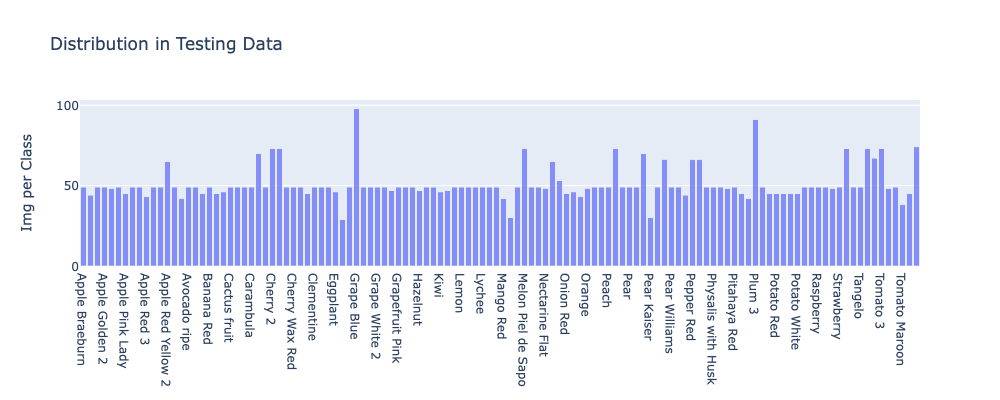 Distribution in Testing Data
Img per Class
100
50
0
Apple Braeburn
Apple Golden 2
Apple Pink Lady
Apple Red 3
Apple Red Yellow 2
Avocado ripe
Banana Red
Cactus fruit
Carambula
Cherry 2
Cherry Wax Red
Clementine
Eggplant
Grape Blue
Grape White 2
Grapefruit Pink
Hazelnut
Kiwi
Lemon
Lychee
Mango Red
Melon Piel de Sapo
Nectarine Flat
Onion Red
Orange
Peach
Pear
Pear Kaiser
Pear Williams
Pepper Red
Physalis with Husk
Pitahaya Red
Plum 3
Potato Red
Potato White
Raspberry
Strawberry
Tangelo
Tomato 3
Tomato Maroon